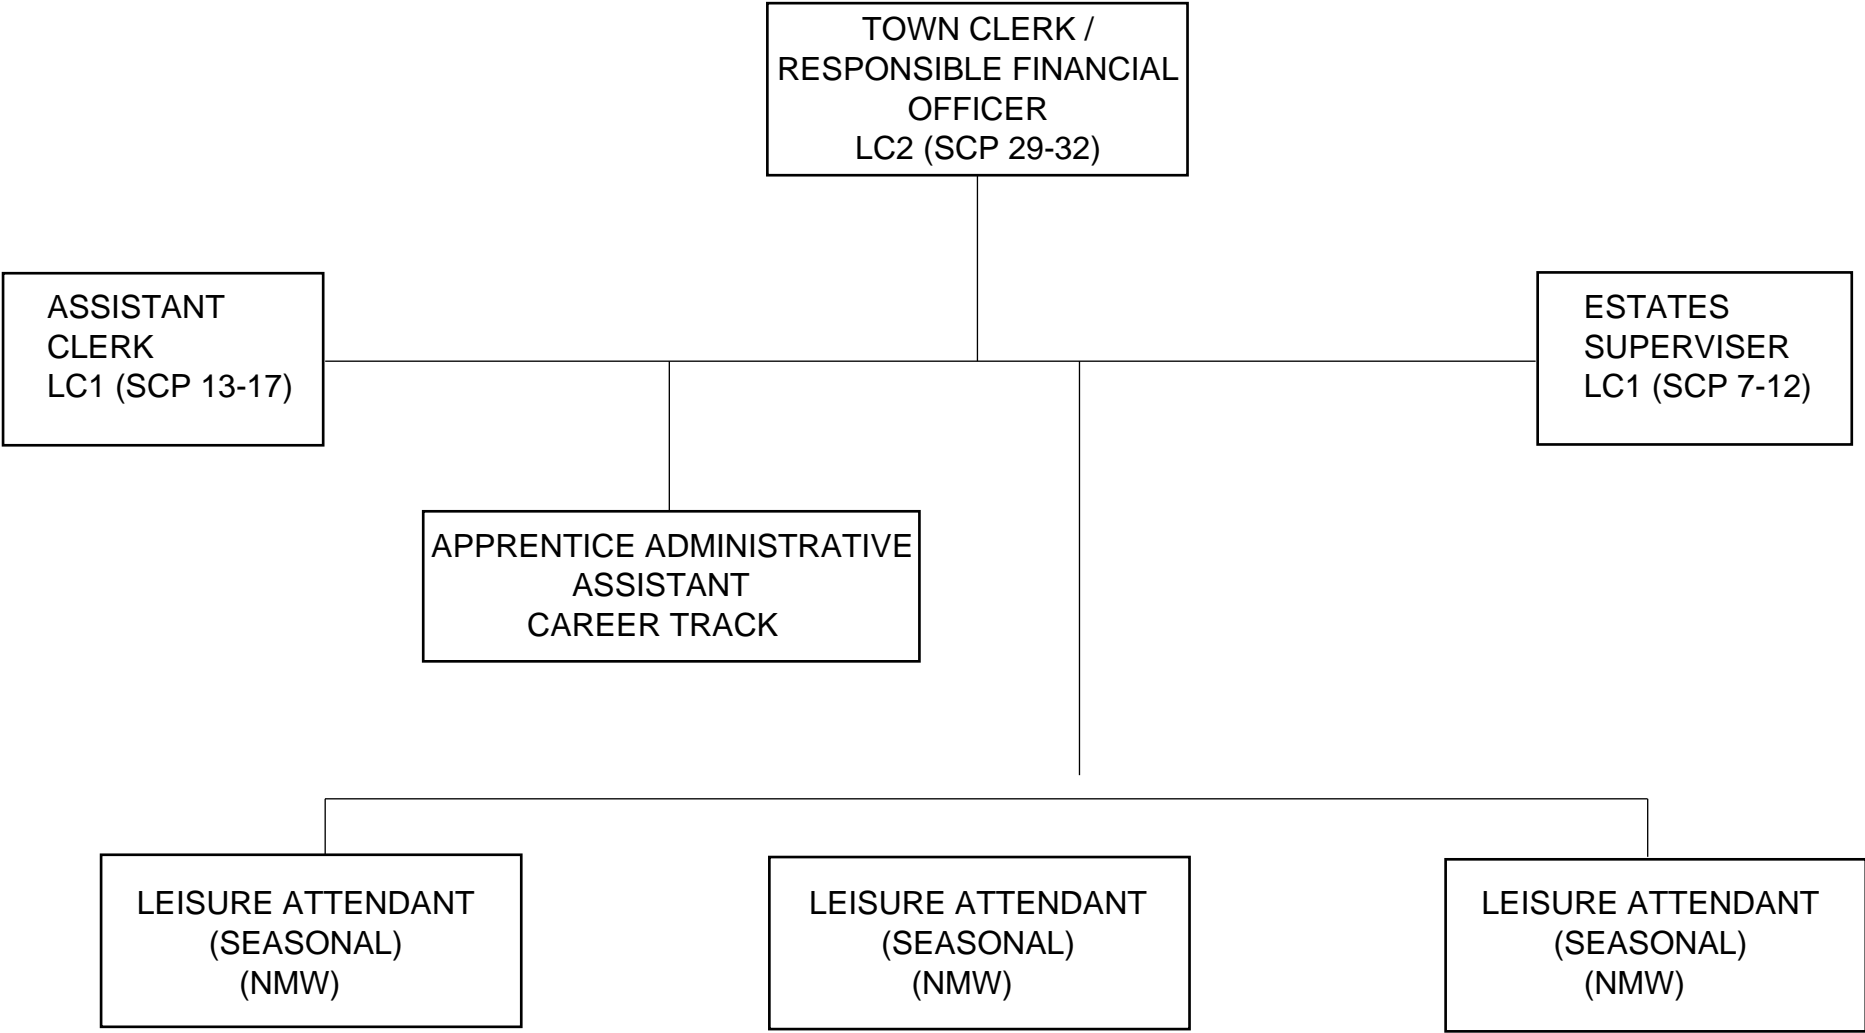 TOWN CLERK /
RESPONSIBLE FINANCIAL
OFFICER
LC2 (SCP 29-32)
ASSISTANT
CLERK
LC1 (SCP 13-17)
ESTATES
SUPERVISER
LC1 (SCP 7-12)
APPRENTICE ADMINISTRATIVE
ASSISTANT
CAREER TRACK
LEISURE ATTENDANT
(SEASONAL)
(NMW)
LEISURE ATTENDANT
(SEASONAL)
(NMW)
LEISURE ATTENDANT
(SEASONAL)
(NMW)